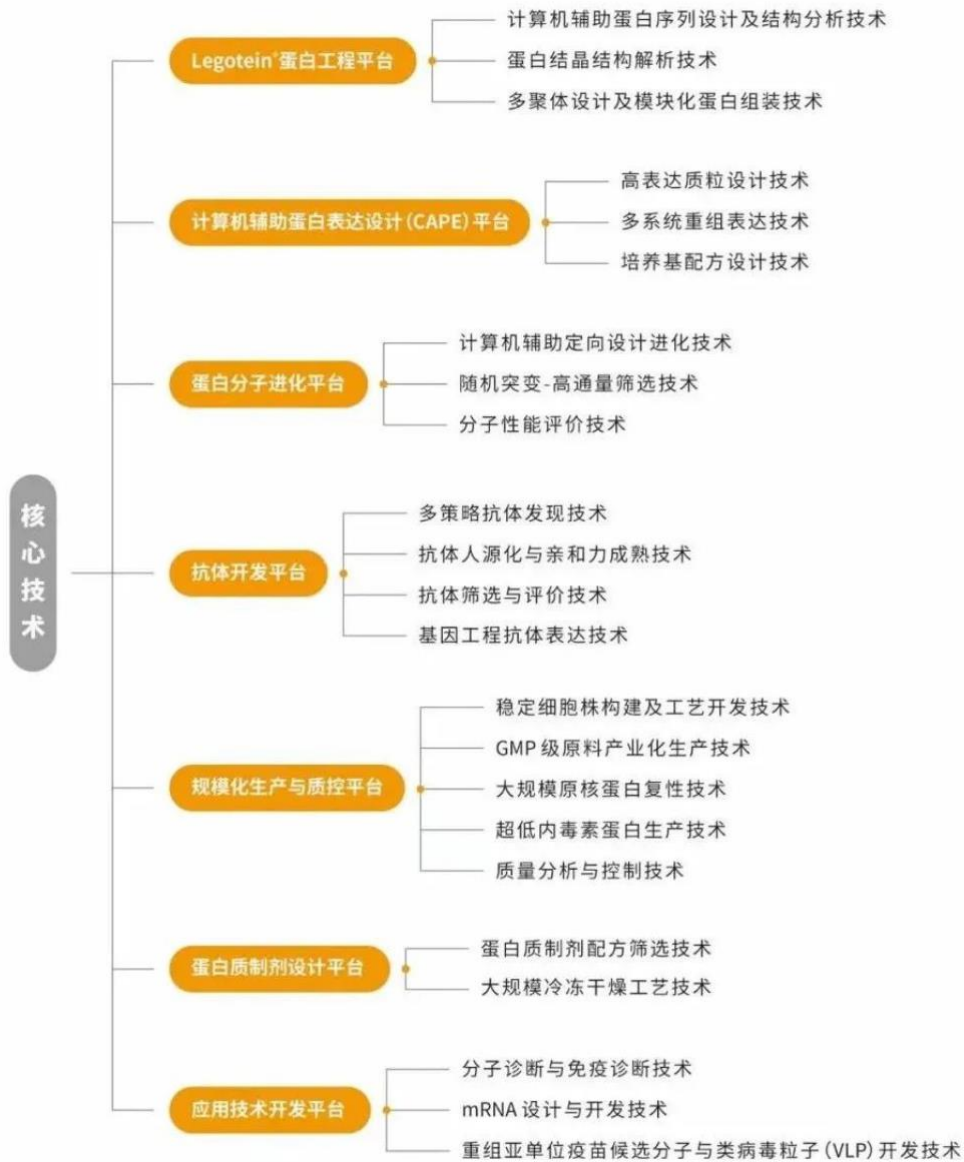 核心技术
Legotein®蛋白工程平台
计算机辅助蛋白序列设计及结构分析技术
蛋白结晶结构解析技术
多聚体设计及模块化蛋白组装技术
计算机辅助蛋白表达设计(CAPE)平台
高表达质粒设计技术
多系统重组表达技术
培养基配方设计技术
蛋白分子进化平台
计算机辅助定向设计进化技术
随机突变-高通量筛选技术
分子性能评价技术
抗体开发平台
多策略抗体发现技术
抗体人源化与亲和力成熟技术
抗体筛选与评价技术
基因工程抗体表达技术
规模化生产与质控平台
稳定细胞株构建及工艺开发技术
GMP 级原料产业化生产技术
大规模原核蛋白复性技术
超低内毒素蛋白生产技术
质量分析与控制技术
蛋白质制剂设计平台
蛋白质制剂配方筛选技术
大规模冷冻干燥工艺技术
应用技术开发平台
分子诊断与免疫诊断技术
mRNA 设计与开发技术
重组亚单位疫苗候选分子与类病毒粒子(VLP)开发技术